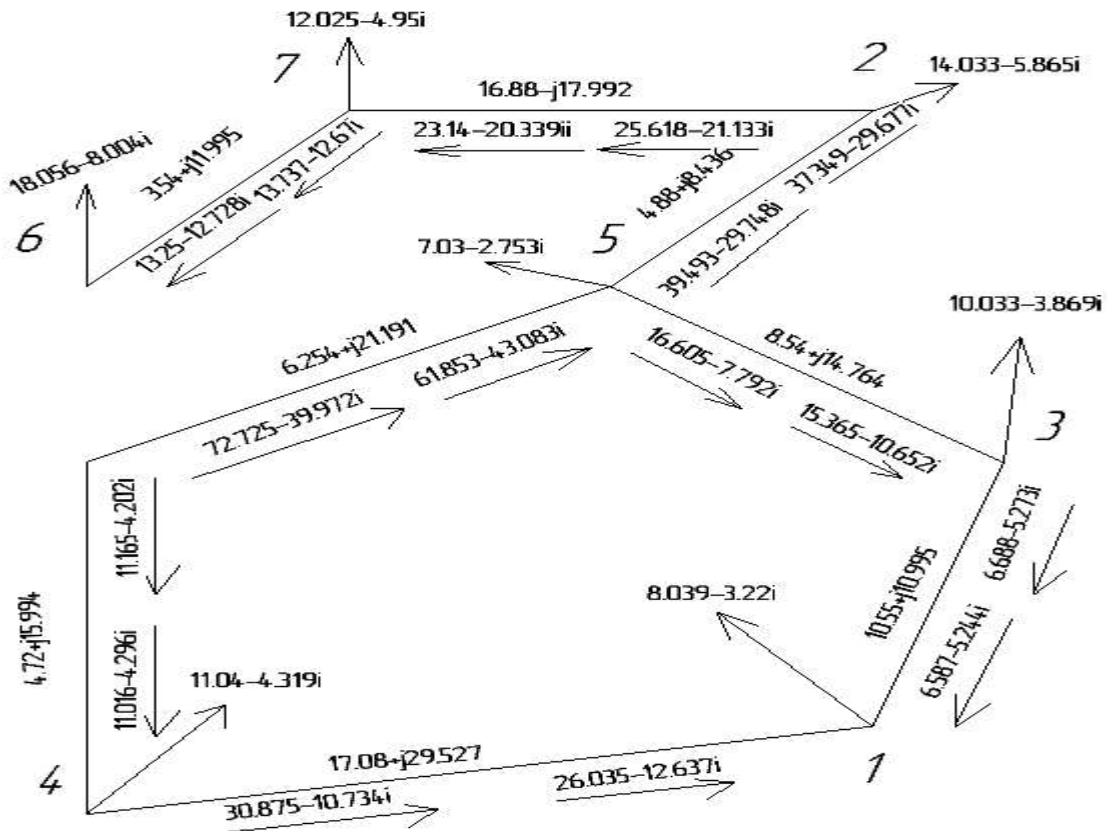 12.025–4.95i
7
2
14.033–5.865i
16.88–j17.992
23.14–20.339ii
25.618–21.133i
37.349–29.677i
18.056–8.004i
3.54+j11.995
13.737–12.67i
4.88+j8.436
6
13.25–12.728i
5
7.03–2.753i
39.493–29.748i
10.033–3.869i
6.254+j21.191
61.853–43.083i
16.605–7.792i
8.54+j14.764
72.725–39.972i
15.365–10.652i
3
11.165–4.202i
6.688–5.273i
4.72+j15.994
8.039–3.22i
10.55+j10.995
6.587–5.244i
11.016–4.296i
11.04–4.319i
17.08+j29.527
26.035–12.637i
4
1
30.875–10.734i